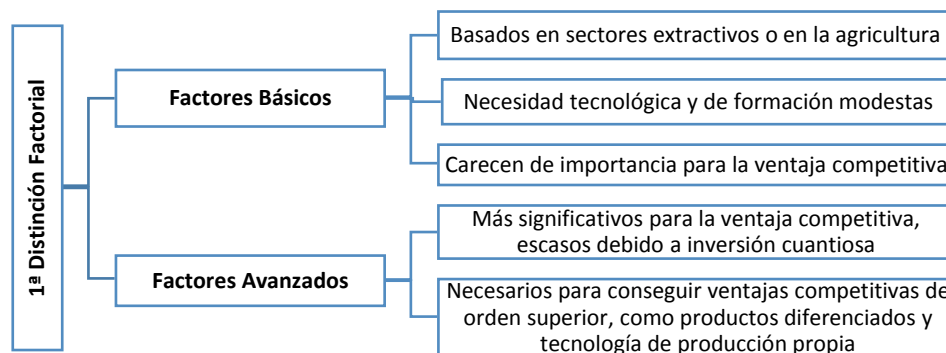 1ª Distinción Factorial
Factores Básicos
Basados en sectores extractivos o en la agricultura
Necesidad tecnológica y de formación modestas
Carecen de importancia para la ventaja competitiva
Factores Avanzados
Más significativos para la ventaja competitiva,
escasos debido a inversión cuantiosa
Necesarios para conseguir ventajas competitivas de
orden superior, como productos diferenciados y
tecnología de producción propia